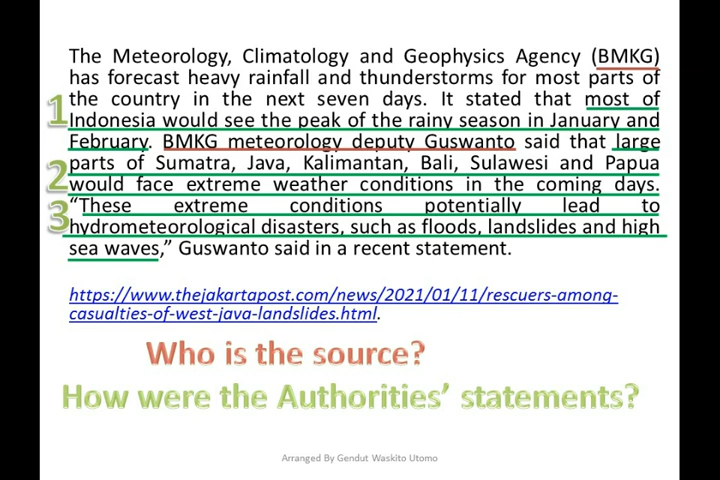 The Meteorology, Climatology and Geophysics Agency (BMKG)
has forecast heavy rainfall and thunderstorms for most parts of
the country in the next seven days. It stated that most of
1
Indonesia would see the peak of the rainy season in January and
February. BMKG meteorology deputy Guswanto said that large
parts of Sumatra, Java, Kalimantan, Bali, Sulawesi and Papua
2
would face extreme weather conditions in the coming days.
3
“These extreme conditions potentially lead to
hydrometeorological disasters, such as floods, landslides and high
sea waves,” Guswanto said in a recent statement.
https://www.thejakartapost.com/news/2021/01/11/rescuers-among-
casualties-of-west-java-landslides.html.
Who is the source?
How were the Authorities’ statements?
Arranged By Gendut Waskito Utomo